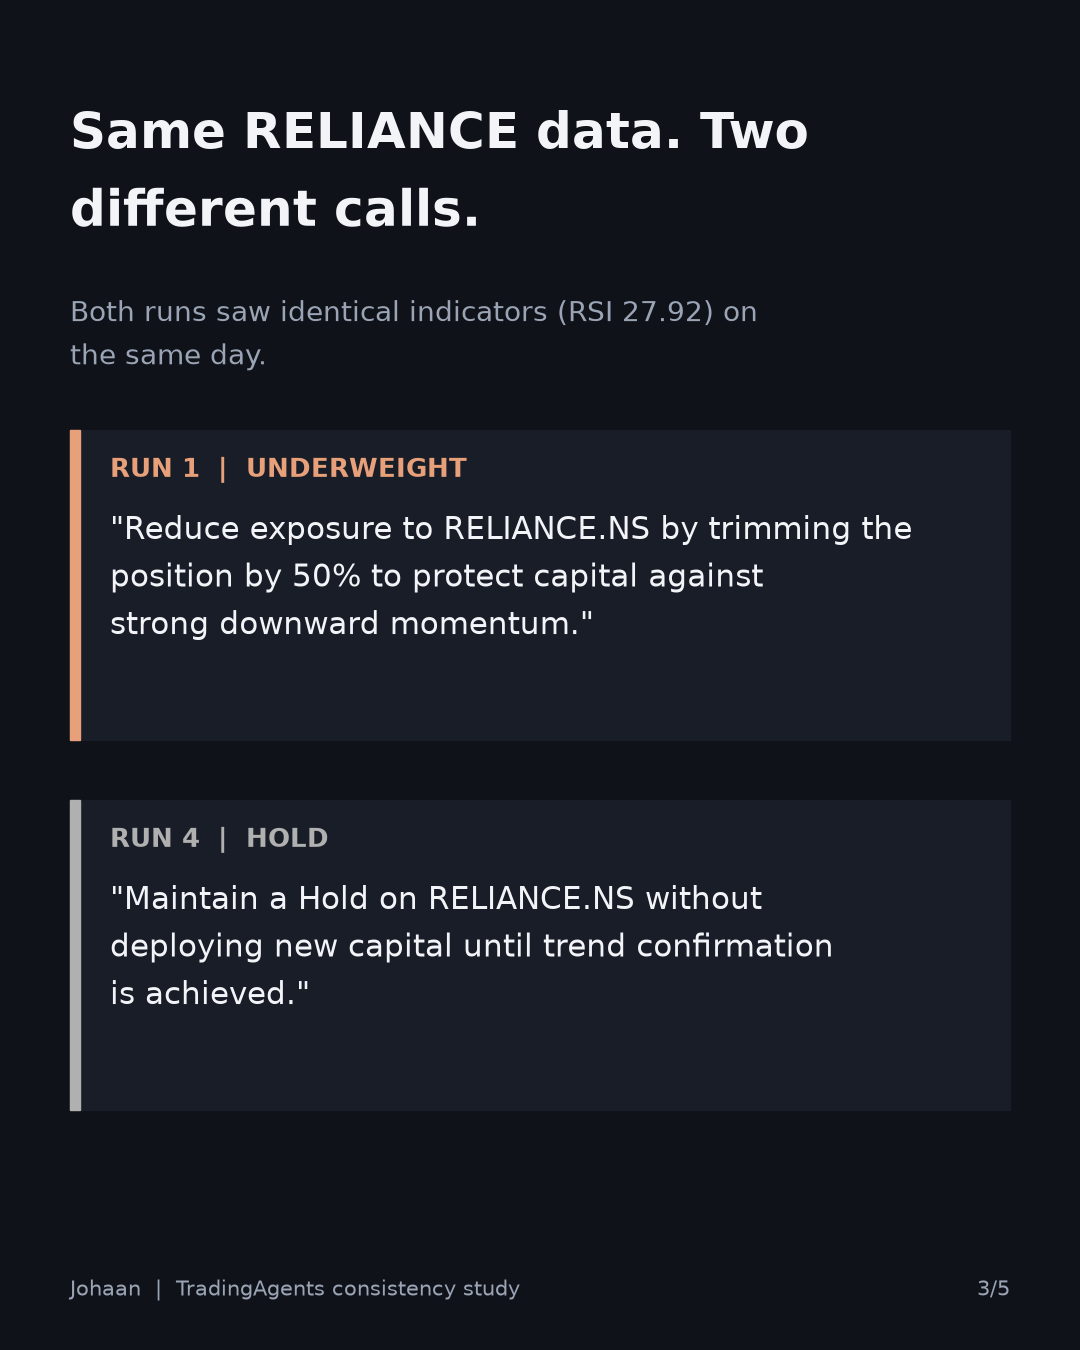 Same RELIANCE data. Two
different calls.
Both runs saw identical indicators (RSI 27.92) on
the same day.
RUN 1 | UNDERWEIGHT
"Reduce exposure to RELIANCE.NS by trimming the
position by 50% to protect capital against
strong downward momentum."
RUN 4 | HOLD
"Maintain a Hold on RELIANCE.NS without
deploying new capital until trend confirmation
is achieved."
Johaan | TradingAgents consistency study
3/5